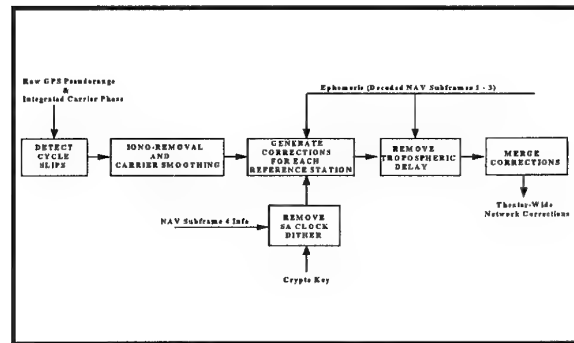 Raw GPS Pseudorange
&
Integrated Carrier Phase
Ephemeris (Decoded NAV Subframes 1 - 3)
DETECT
CYCLE
SLIPS
IONO-REMOVAL
AND
CARRIER SMOOTHING
GENERATE
CORRECTIONS
FOR EACH
REFERENCE STATION
REMOVE
TROPOSPHERIC
DELAY
MERGE
CORRECTIONS
NAV Subframe 4 Info
REMOVE
SA CLOCK
DITHER
Theater-Wide
Network Corrections
Crypto Key